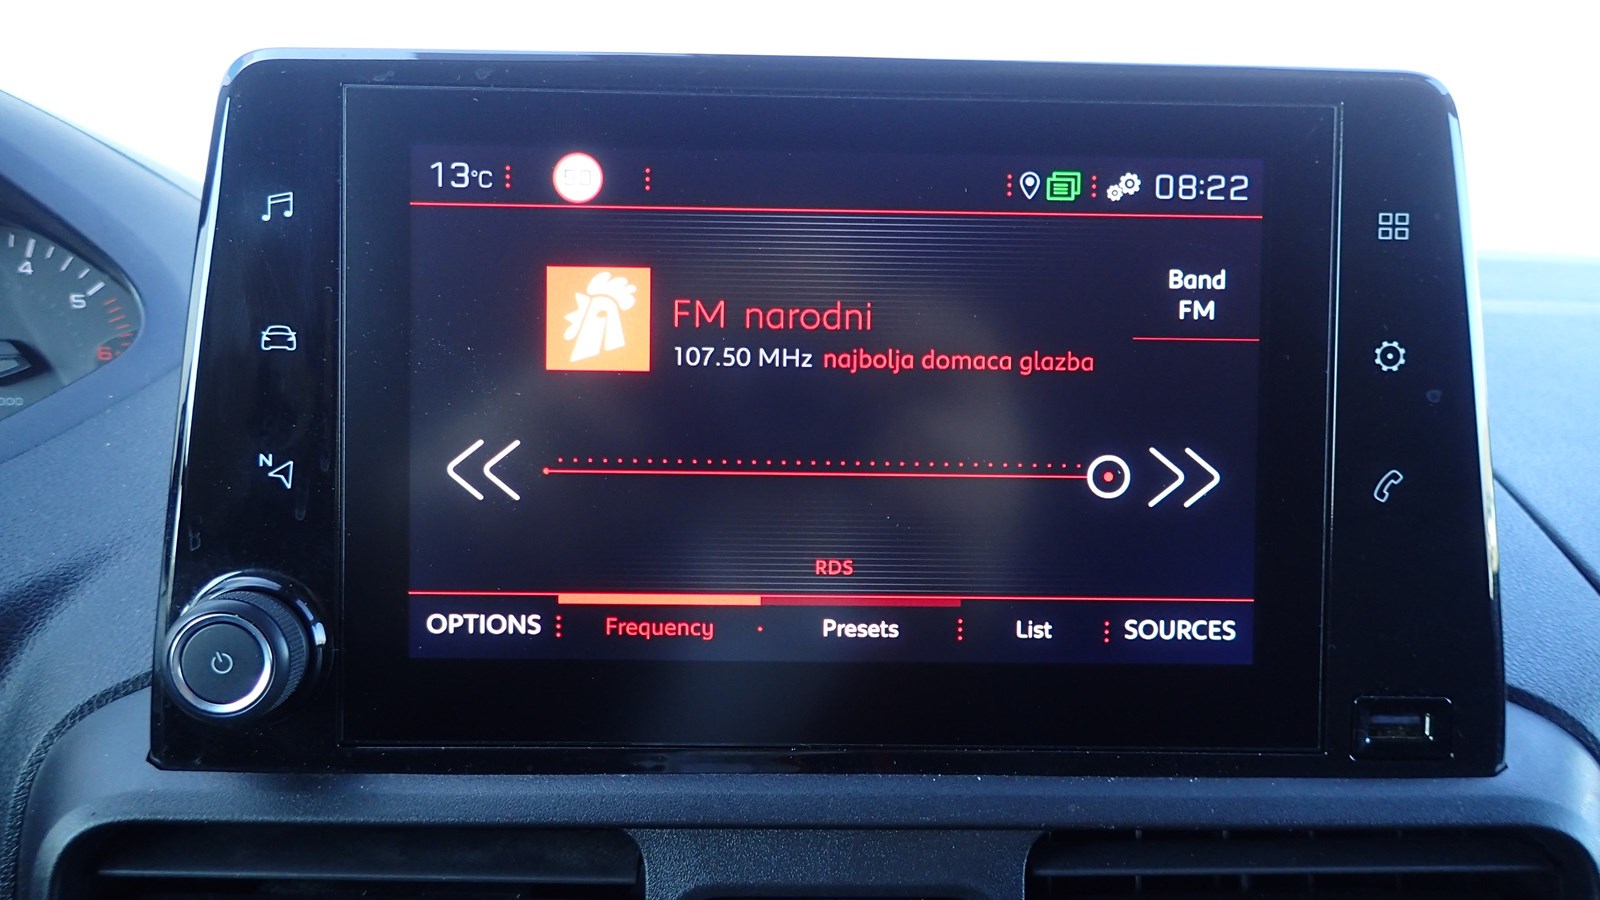 13°C
50
08:22
Band
FM
FM narodni
107.50 MHz najbolja domaca glazba
RDS
OPTIONS
Frequency
Presets
List
SOURCES
N
4
5
6